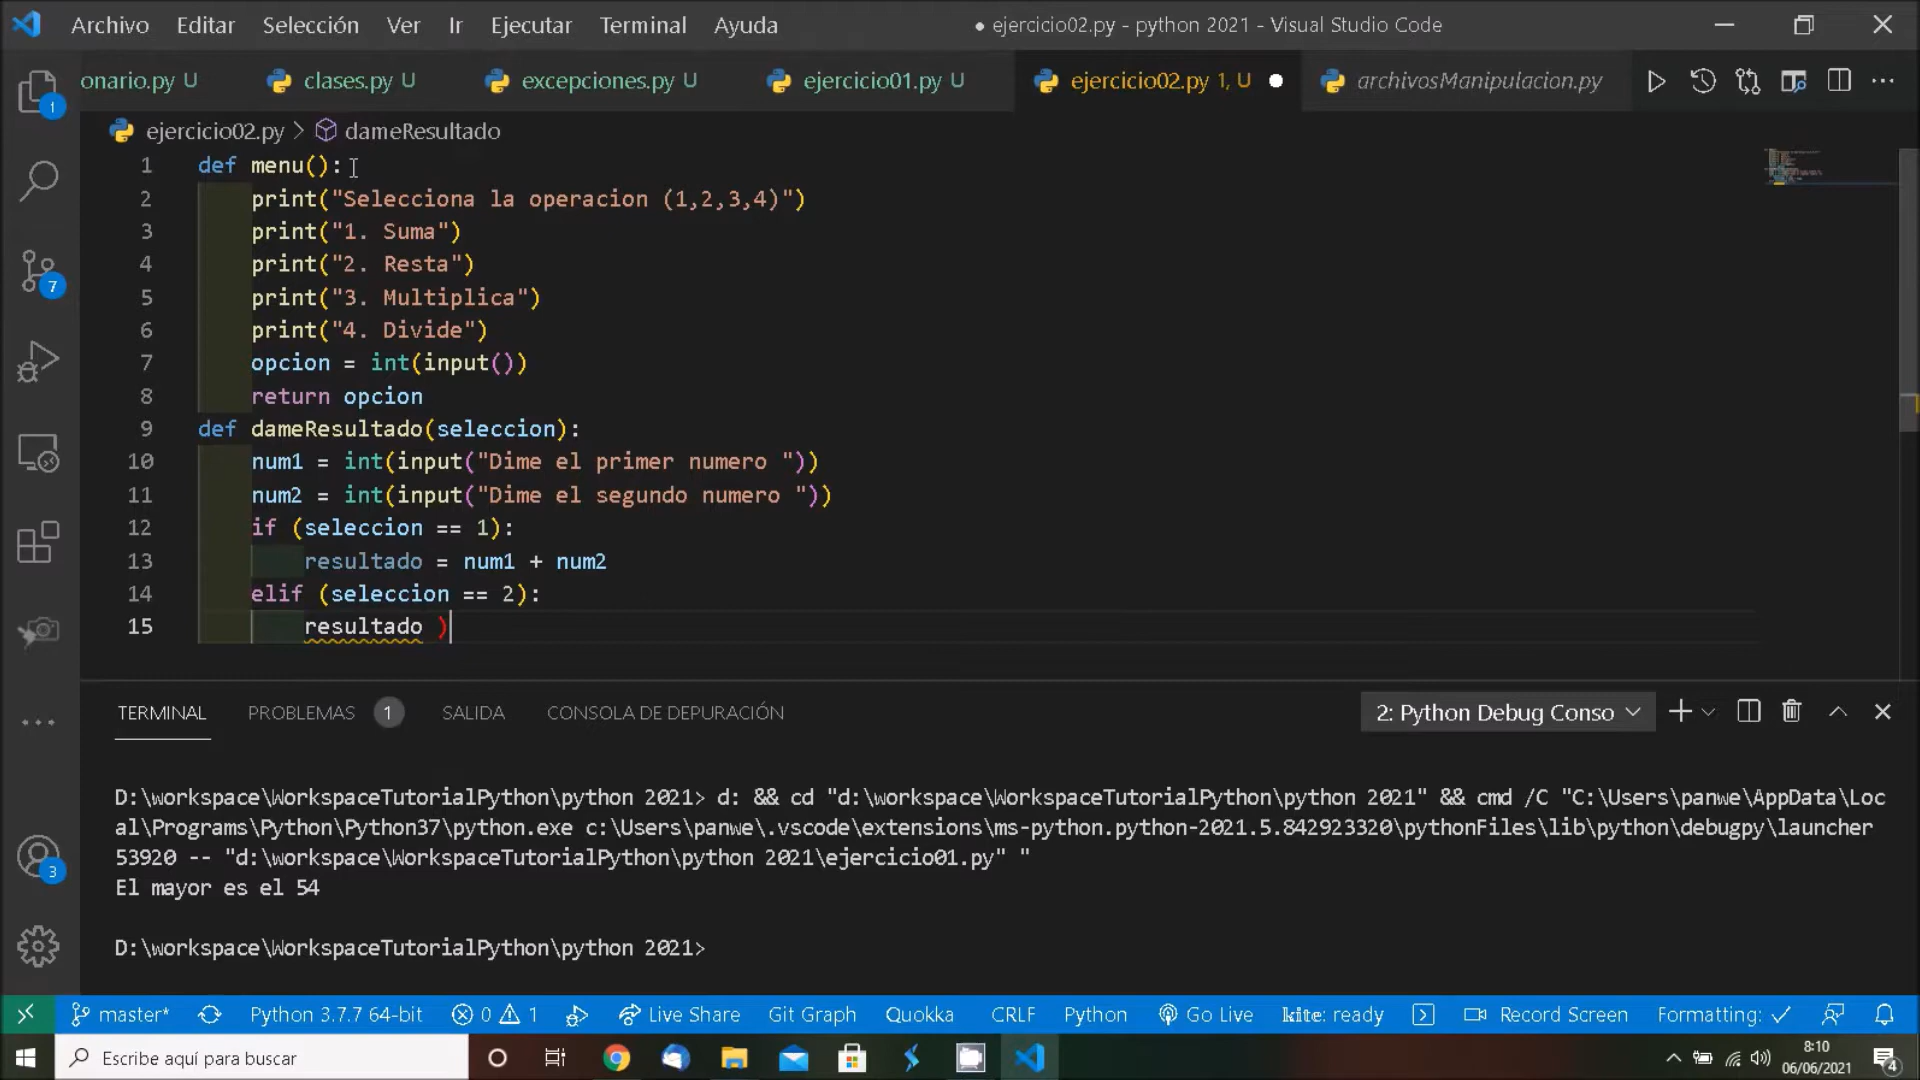 Archivo Editar Selección Ver Ir Ejecutar Terminal Ayuda ● ejercicio02.py - python 2021 - Visual Studio Code
onario.py U clases.py U excepciones.py U ejercicio01.py U ejercicio02.py 1, U archivosManipulacion.py
1
ejercicio02.py > dameResultado
1 def menu():
2 print("Selecciona la operacion (1,2,3,4)")
3 print("1. Suma")
4 print("2. Resta")
7
5 print("3. Multiplica")
6 print("4. Divide")
7 opcion = int(input())
8 return opcion
9 def dameResultado(seleccion):
10 num1 = int(input("Dime el primer numero "))
11 num2 = int(input("Dime el segundo numero "))
12 if (seleccion == 1):
13 resultado = num1 + num2
14 elif (seleccion == 2):
15 resultado )
TERMINAL PROBLEMAS 1 SALIDA CONSOLA DE DEPURACIÓN 2: Python Debug Conso
D:\workspace\WorkspaceTutorialPython\python 2021> d: && cd "d:\workspace\WorkspaceTutorialPython\python 2021" && cmd /C "C:\Users\panwe\AppData\Loc
al\Programs\Python\Python37\python.exe c:\Users\panwe\.vscode\extensions\ms-python.python-2021.5.842923320\pythonFiles\lib\python\debugpy\launcher
53920 -- "d:\workspace\WorkspaceTutorialPython\python 2021\ejercicio01.py" "
3
El mayor es el 54
D:\workspace\WorkspaceTutorialPython\python 2021>
master* Python 3.7.7 64-bit 0 1 Live Share Git Graph Quokka CRLF Python Go Live kite: ready Record Screen Formatting: ✓
Escribe aquí para buscar
8:10
06/06/2021
4